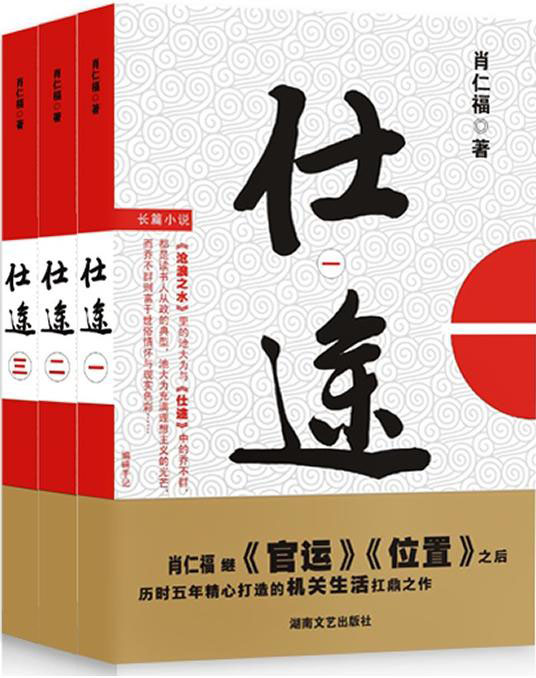 肖仁福◎著
仕途
三
肖仁福◎著
仕途
二
肖仁福◎著
仕途
一
肖仁福◎著
仕途
一
长篇小说
《沧浪之水》里的池大为与《仕途》中的乔不群，
都是读书人从政的典型，池大为充满理想主义的光芒，
而乔不群则富于世俗情怀与现实色彩……
编辑手记
肖仁福 继《官运》《位置》之后
历时五年精心打造的机关生活扛鼎之作
湖南文艺出版社